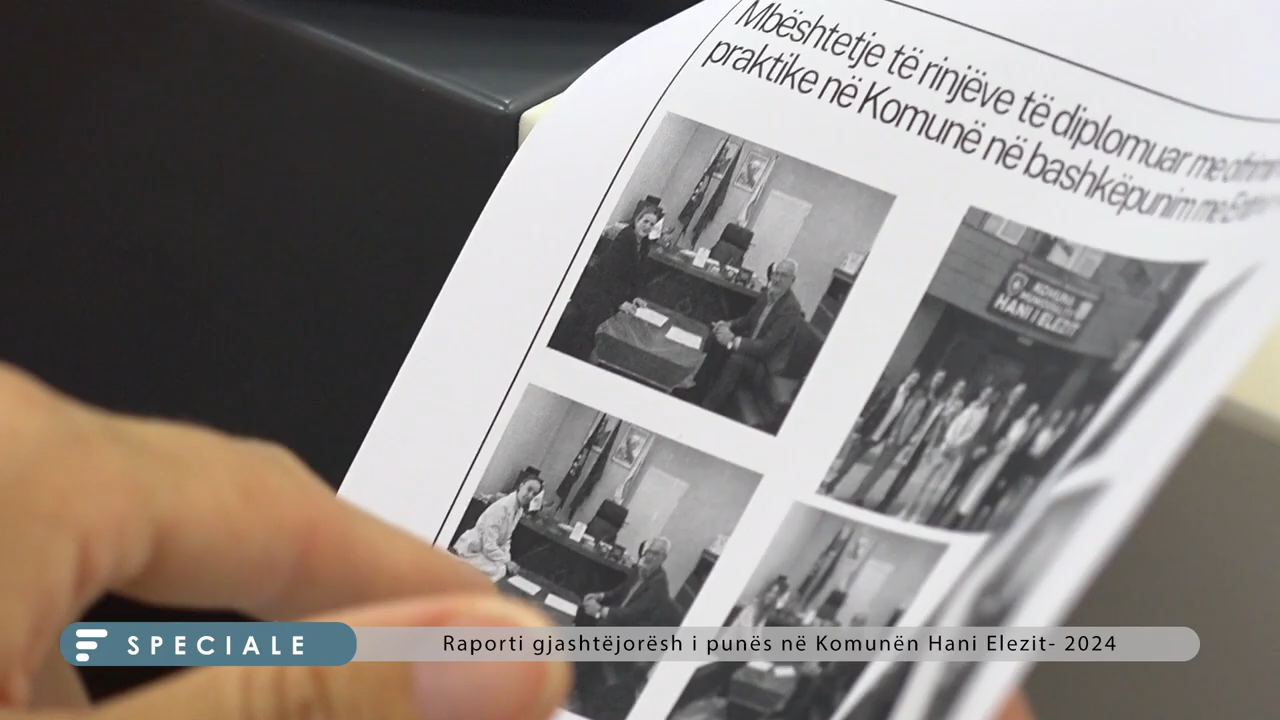 Mbështetje të rinjëve të diplomuar me
praktike në Komunë në bashkëpunim me
KOMUNA
HANI I ELEZIT
SPECIALE
Raporti gjashtëjorësh i punës në Komunën Hani Elezit- 2024